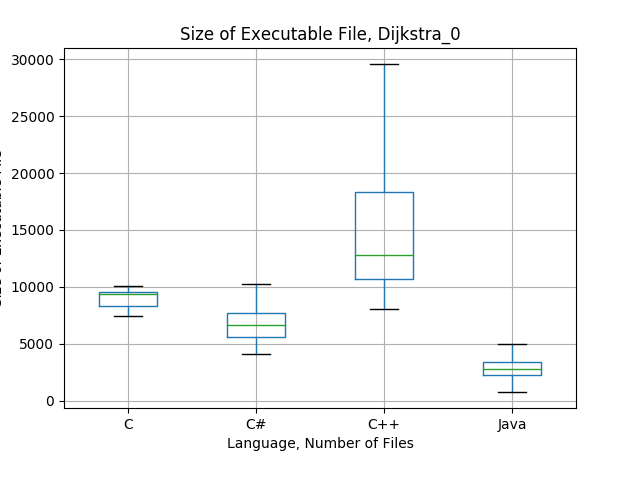 Size of Executable File, Dijkstra_0
30000
25000
20000
15000
10000
5000
0
C
C#
C++
Java
Language, Number of Files